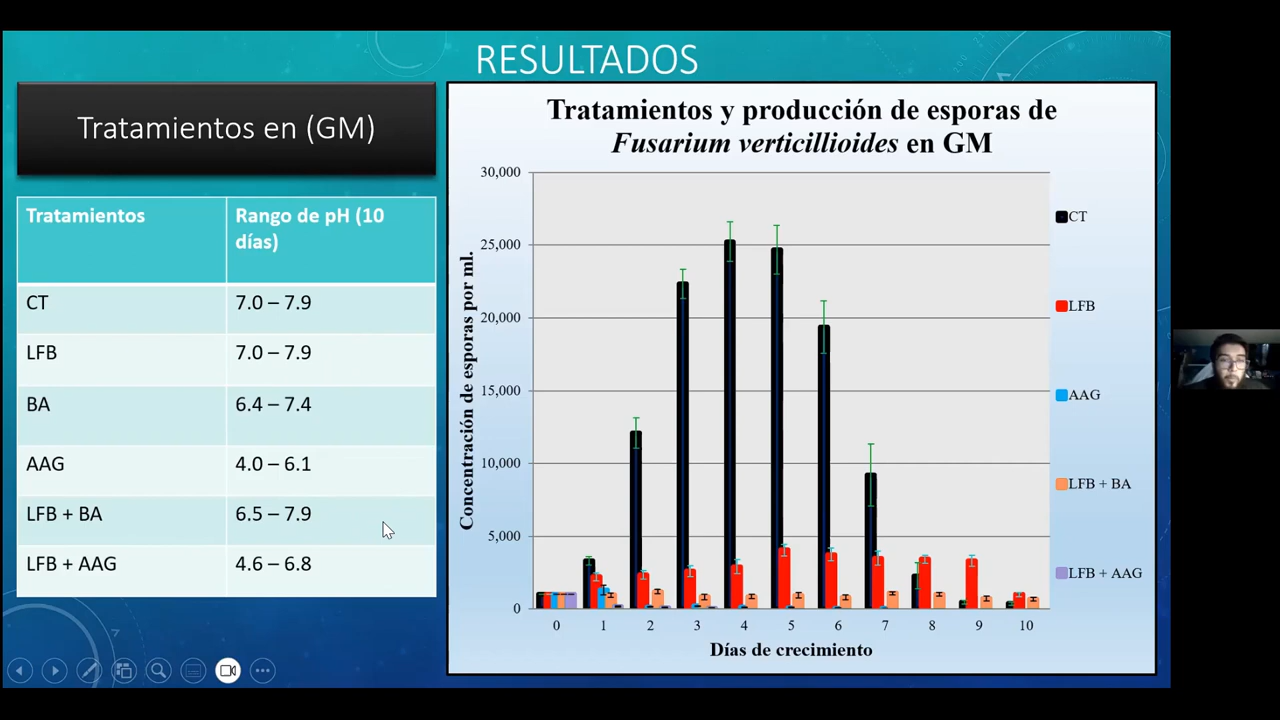 RESULTADOS
Tratamientos en (GM)
Tratamientos
Rango de pH (10
días)
CT
7.0 – 7.9
LFB
7.0 – 7.9
BA
6.4 – 7.4
AAG
4.0 – 6.1
LFB + BA
6.5 – 7.9
LFB + AAG
4.6 – 6.8
Tratamientos y producción de esporas de
Fusarium verticillioides en GM
Concentración de esporas por ml.
30,000
25,000
20,000
15,000
10,000
5,000
0
0 1 2 3 4 5 6 7 8 9 10
Días de crecimiento
CT
LFB
AAG
LFB + BA
LFB + AAG